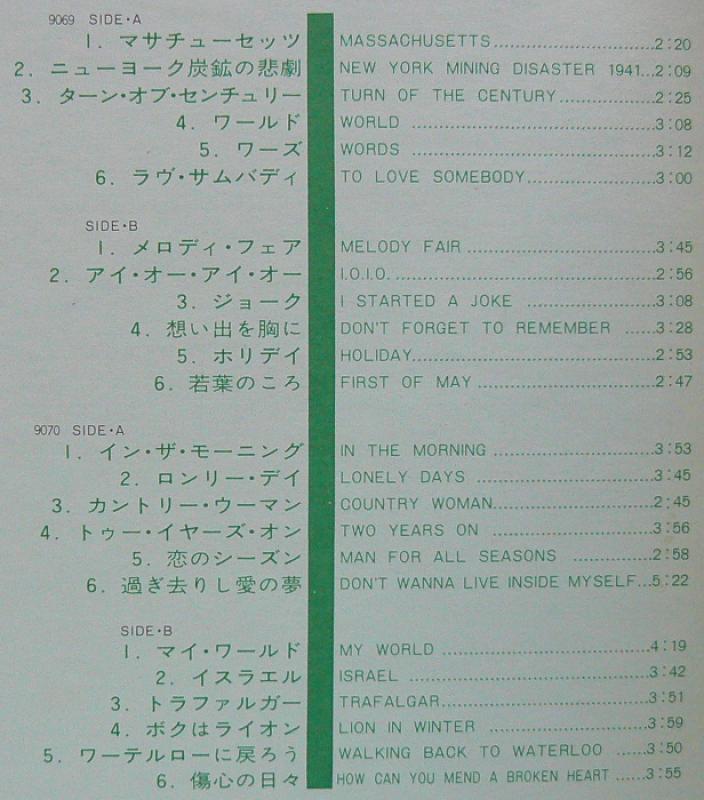 9069 SIDE・A
1. マサチューセッツ MASSACHUSETTS........................2:20
2. ニューヨーク炭鉱の悲劇 NEW YORK MINING DISASTER 1941...2:09
3. ターン・オブ・センチュリー TURN OF THE CENTURY............2:25
4. ワールド WORLD ..............................3:08
5. ワーズ WORDS ..............................3:12
6. ラヴ・サムバディ TO LOVE SOMEBODY................3:00
SIDE・B
1. メロディ・フェア MELODY FAIR .......................3:45
2. アイ・オー・アイ・オー I.O.I.O. ................................2:56
3. ジョーク I STARTED A JOKE ................3:08
4. 想い出を胸に DON'T FORGET TO REMEMBER .....3:28
5. ホリデイ HOLIDAY..............................2:53
6. 若葉のころ FIRST OF MAY ......................2:47
9070 SIDE・A
1. イン・ザ・モーニング IN THE MORNING ....................3:53
2. ロンリー・デイ LONELY DAYS ......................3:45
3. カントリー・ウーマン COUNTRY WOMAN....................2:45
4. トゥー・イヤーズ・オン TWO YEARS ON ....................3:56
5. 恋のシーズン MAN FOR ALL SEASONS ..........2:58
6. 過ぎ去りし愛の夢 DON'T WANNA LIVE INSIDE MYSELF...5:22
SIDE・B
1. マイ・ワールド MY WORLD ..........................4:19
2. イスラエル ISRAEL ..............................3:42
3. トラファルガー TRAFALGAR..........................3:51
4. ボクはライオン LION IN WINTER ....................3:59
5. ワーテルローに戻ろう WALKING BACK TO WATERLOO .....3:50
6. 傷心の日々 HOW CAN YOU MEND A BROKEN HEART .....3:55